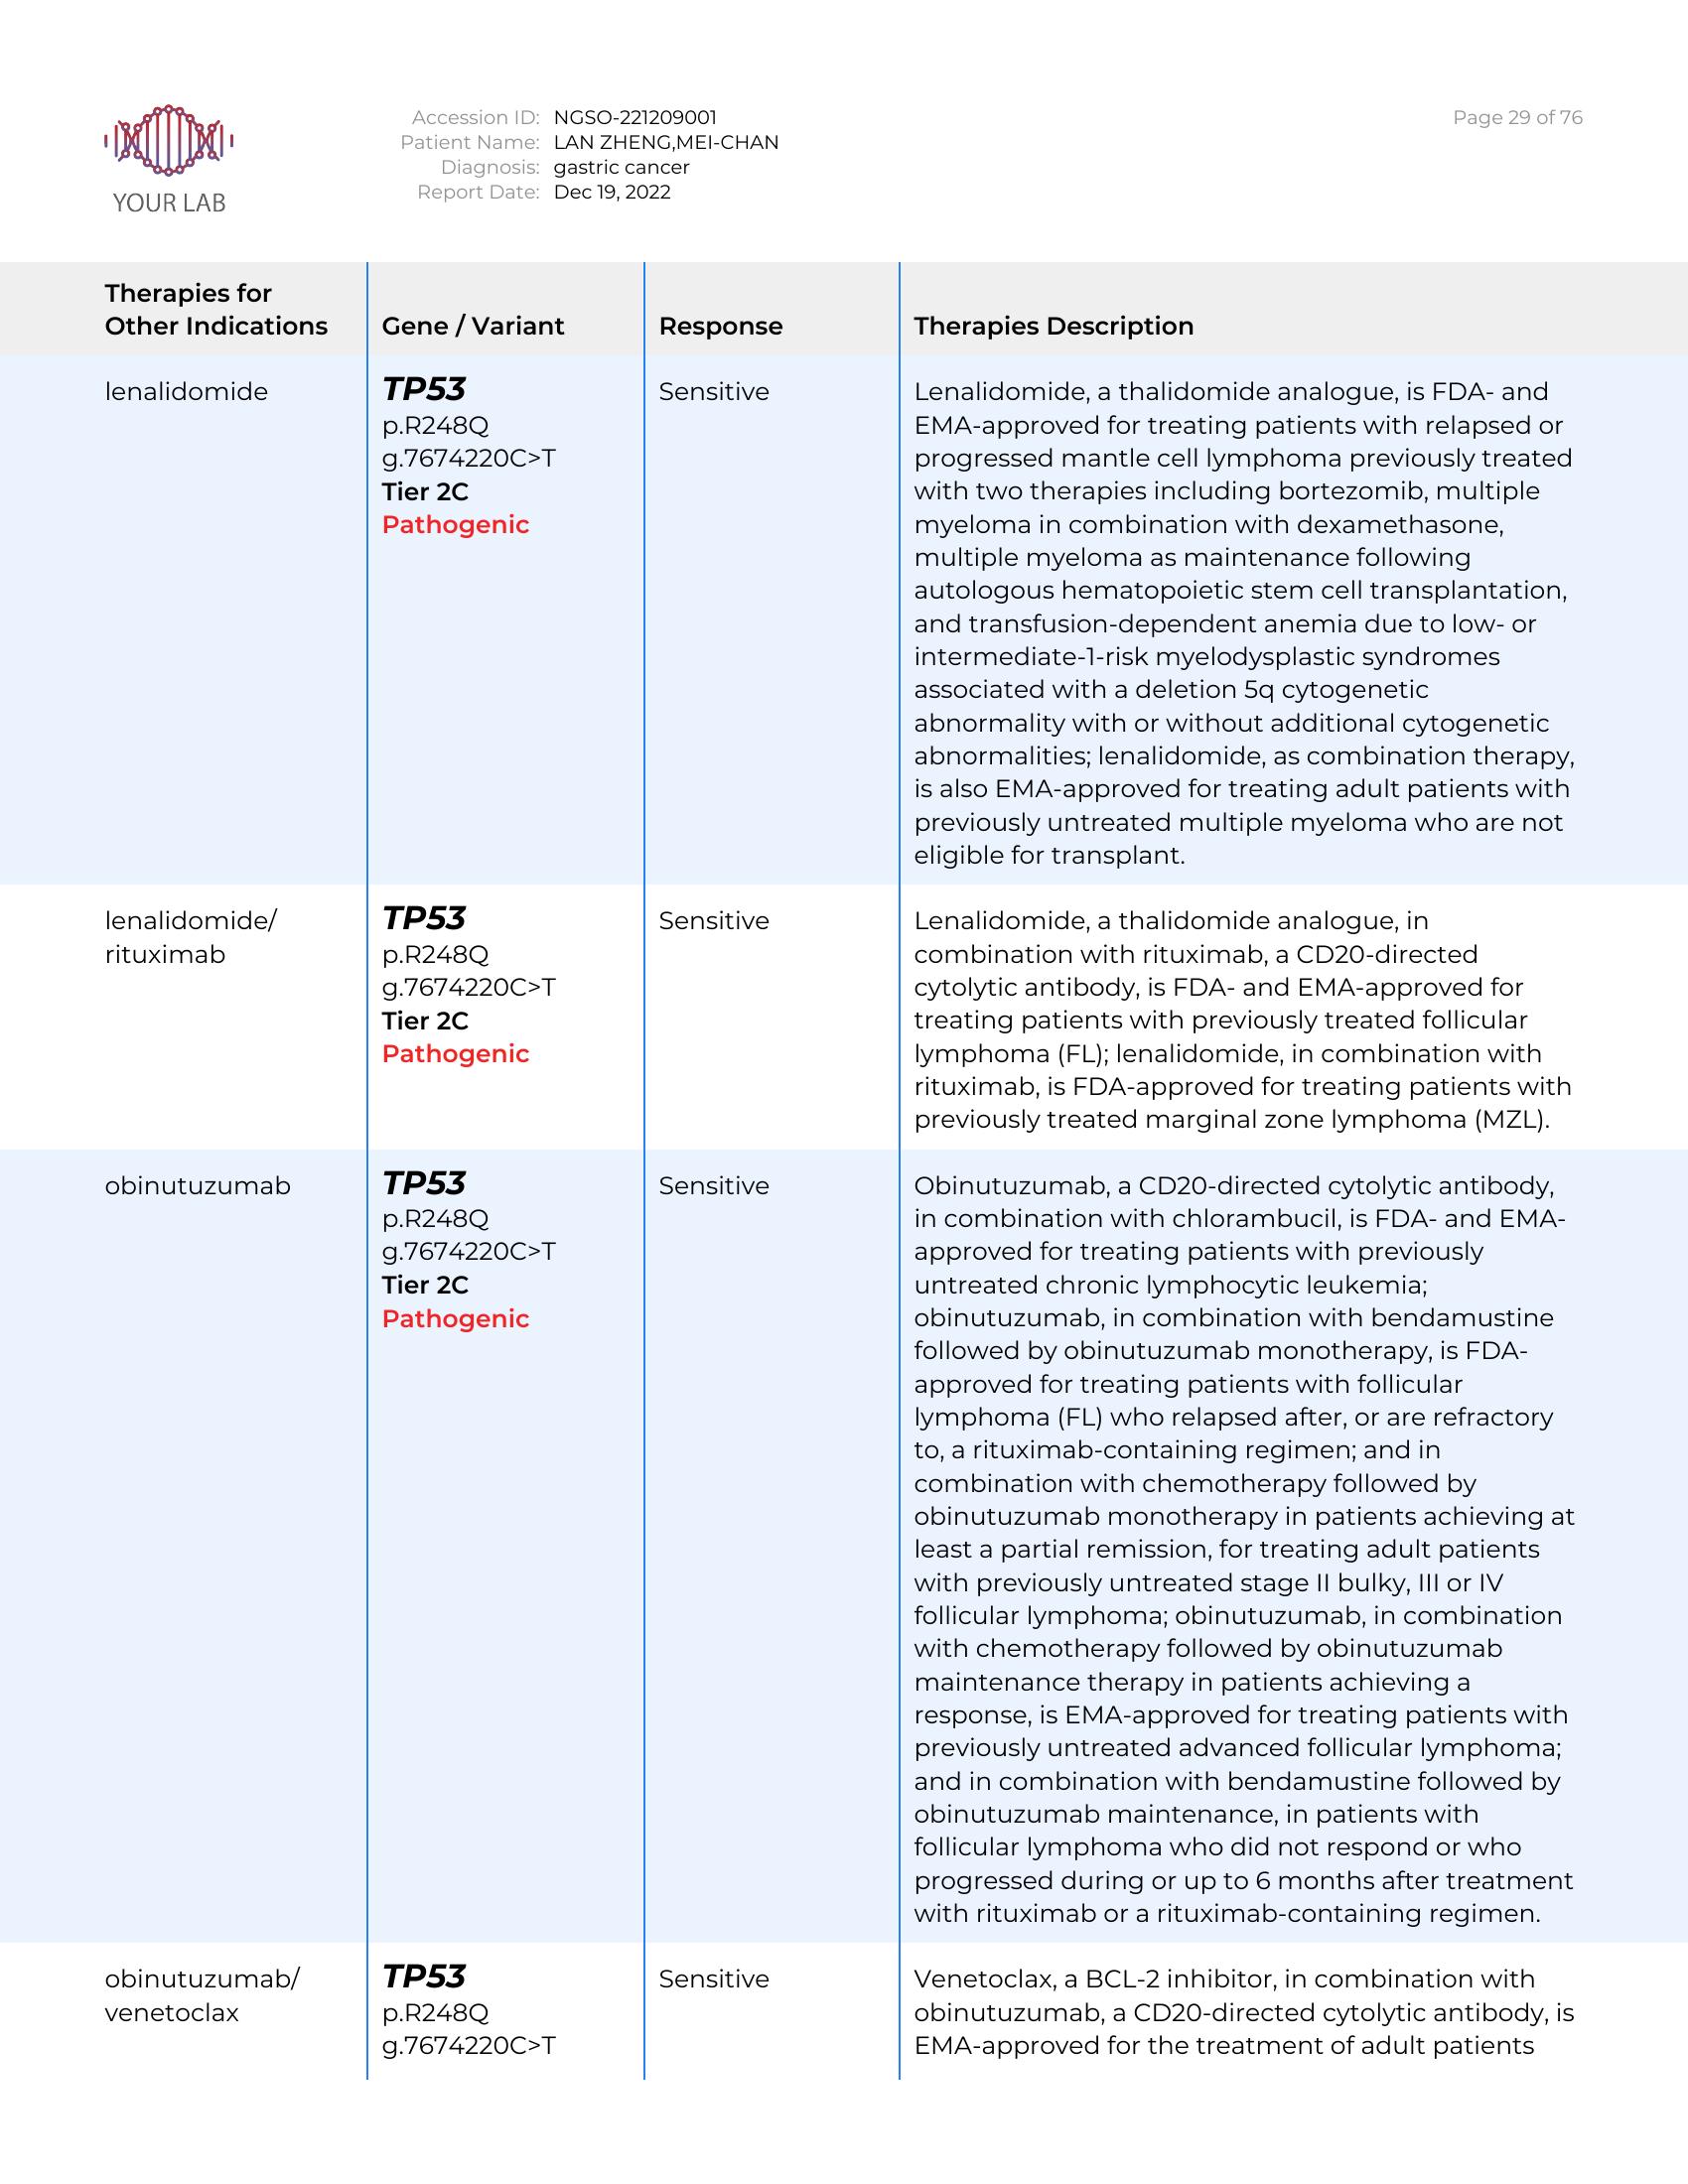 YOUR LAB
Accession ID: NGSO-221209001
Patient Name: LAN ZHENG,MEI-CHAN
Diagnosis: gastric cancer
Report Date: Dec 19, 2022
Page 29 of 76
Therapies for
Other Indications
Gene / Variant
Response
Therapies Description
lenalidomide
TP53
p.R248Q
g.7674220C>T
Tier 2C
Pathogenic
Sensitive
Lenalidomide, a thalidomide analogue, is FDA- and
EMA-approved for treating patients with relapsed or
progressed mantle cell lymphoma previously treated
with two therapies including bortezomib, multiple
myeloma in combination with dexamethasone,
multiple myeloma as maintenance following
autologous hematopoietic stem cell transplantation,
and transfusion-dependent anemia due to low- or
intermediate-1-risk myelodysplastic syndromes
associated with a deletion 5q cytogenetic
abnormality with or without additional cytogenetic
abnormalities; lenalidomide, as combination therapy,
is also EMA-approved for treating adult patients with
previously untreated multiple myeloma who are not
eligible for transplant.
lenalidomide/
rituximab
TP53
p.R248Q
g.7674220C>T
Tier 2C
Pathogenic
Sensitive
Lenalidomide, a thalidomide analogue, in
combination with rituximab, a CD20-directed
cytolytic antibody, is FDA- and EMA-approved for
treating patients with previously treated follicular
lymphoma (FL); lenalidomide, in combination with
rituximab, is FDA-approved for treating patients with
previously treated marginal zone lymphoma (MZL).
obinutuzumab
TP53
p.R248Q
g.7674220C>T
Tier 2C
Pathogenic
Sensitive
Obinutuzumab, a CD20-directed cytolytic antibody,
in combination with chlorambucil, is FDA- and EMA-
approved for treating patients with previously
untreated chronic lymphocytic leukemia;
obinutuzumab, in combination with bendamustine
followed by obinutuzumab monotherapy, is FDA-
approved for treating patients with follicular
lymphoma (FL) who relapsed after, or are refractory
to, a rituximab-containing regimen; and in
combination with chemotherapy followed by
obinutuzumab monotherapy in patients achieving at
least a partial remission, for treating adult patients
with previously untreated stage II bulky, III or IV
follicular lymphoma; obinutuzumab, in combination
with chemotherapy followed by obinutuzumab
maintenance therapy in patients achieving a
response, is EMA-approved for treating patients with
previously untreated advanced follicular lymphoma;
and in combination with bendamustine followed by
obinutuzumab maintenance, in patients with
follicular lymphoma who did not respond or who
progressed during or up to 6 months after treatment
with rituximab or a rituximab-containing regimen.
obinutuzumab/
venetoclax
TP53
p.R248Q
g.7674220C>T
Sensitive
Venetoclax, a BCL-2 inhibitor, in combination with
obinutuzumab, a CD20-directed cytolytic antibody, is
EMA-approved for the treatment of adult patients